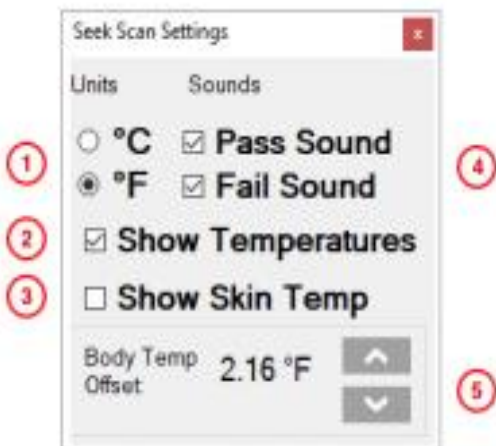 Seek Scan Settings x
Units Sounds
1 °C Pass Sound 4
°F Fail Sound
2 Show Temperatures
3 Show Skin Temp
Body Temp 2.16 °F
Offset 5